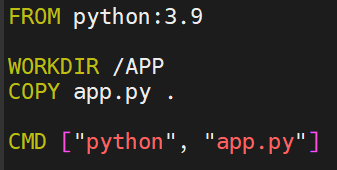 FROM python:3.9
WORKDIR /APP
COPY app.py .
CMD ["python", "app.py"]